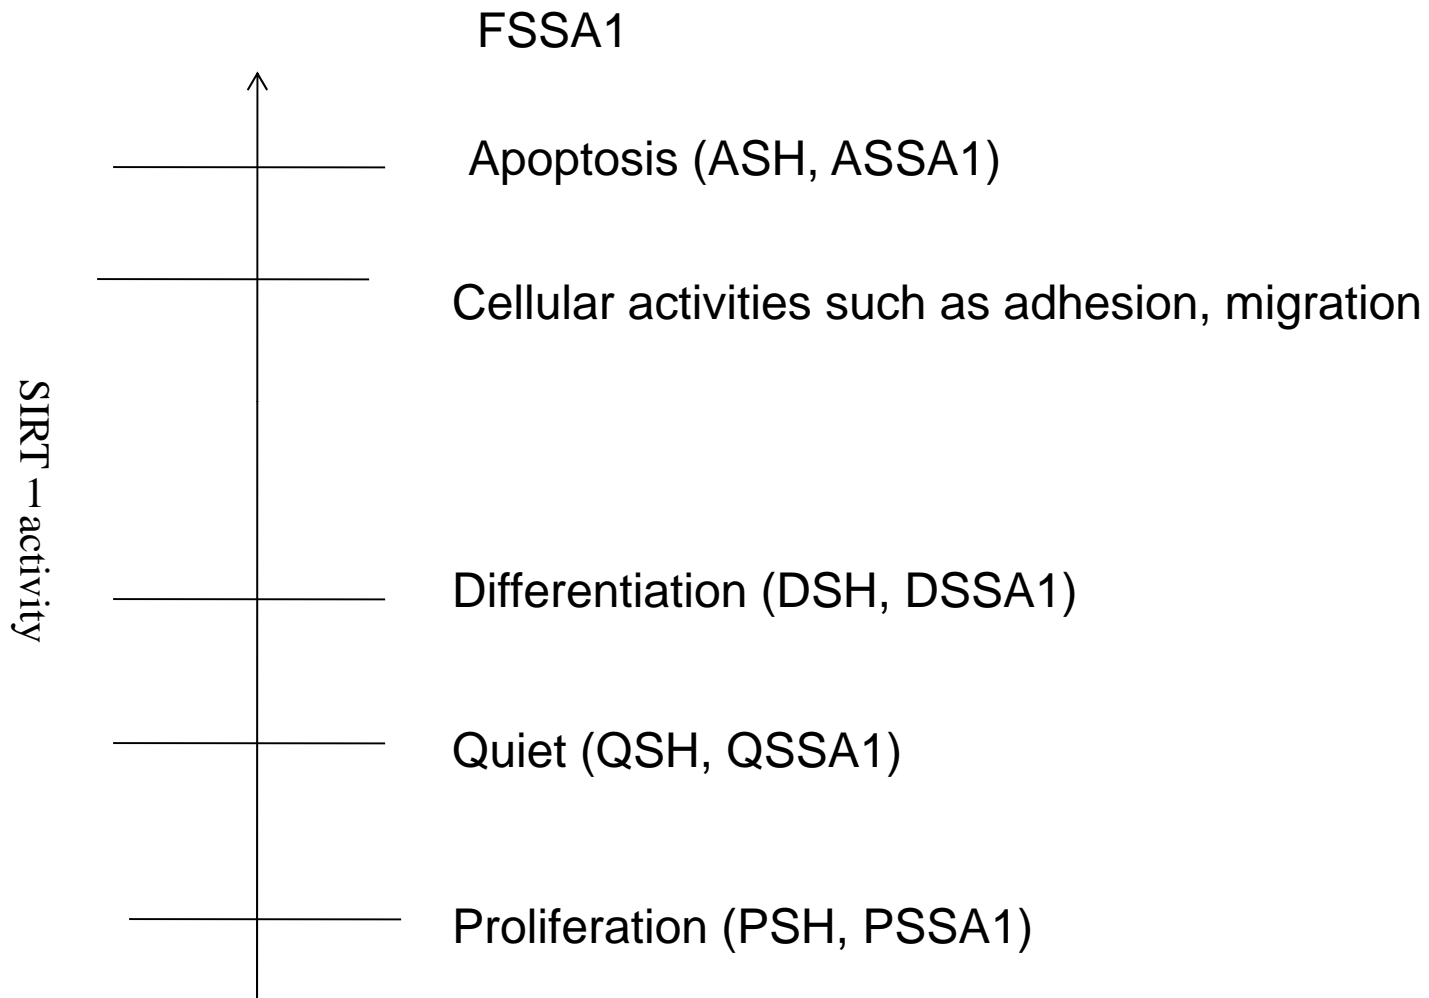 FSSA1
Apoptosis (ASH, ASSA1)
Cellular activities such as adhesion, migration
SIRT－1 activity
Differentiation (DSH, DSSA1)
Quiet (QSH, QSSA1)
Proliferation (PSH, PSSA1)